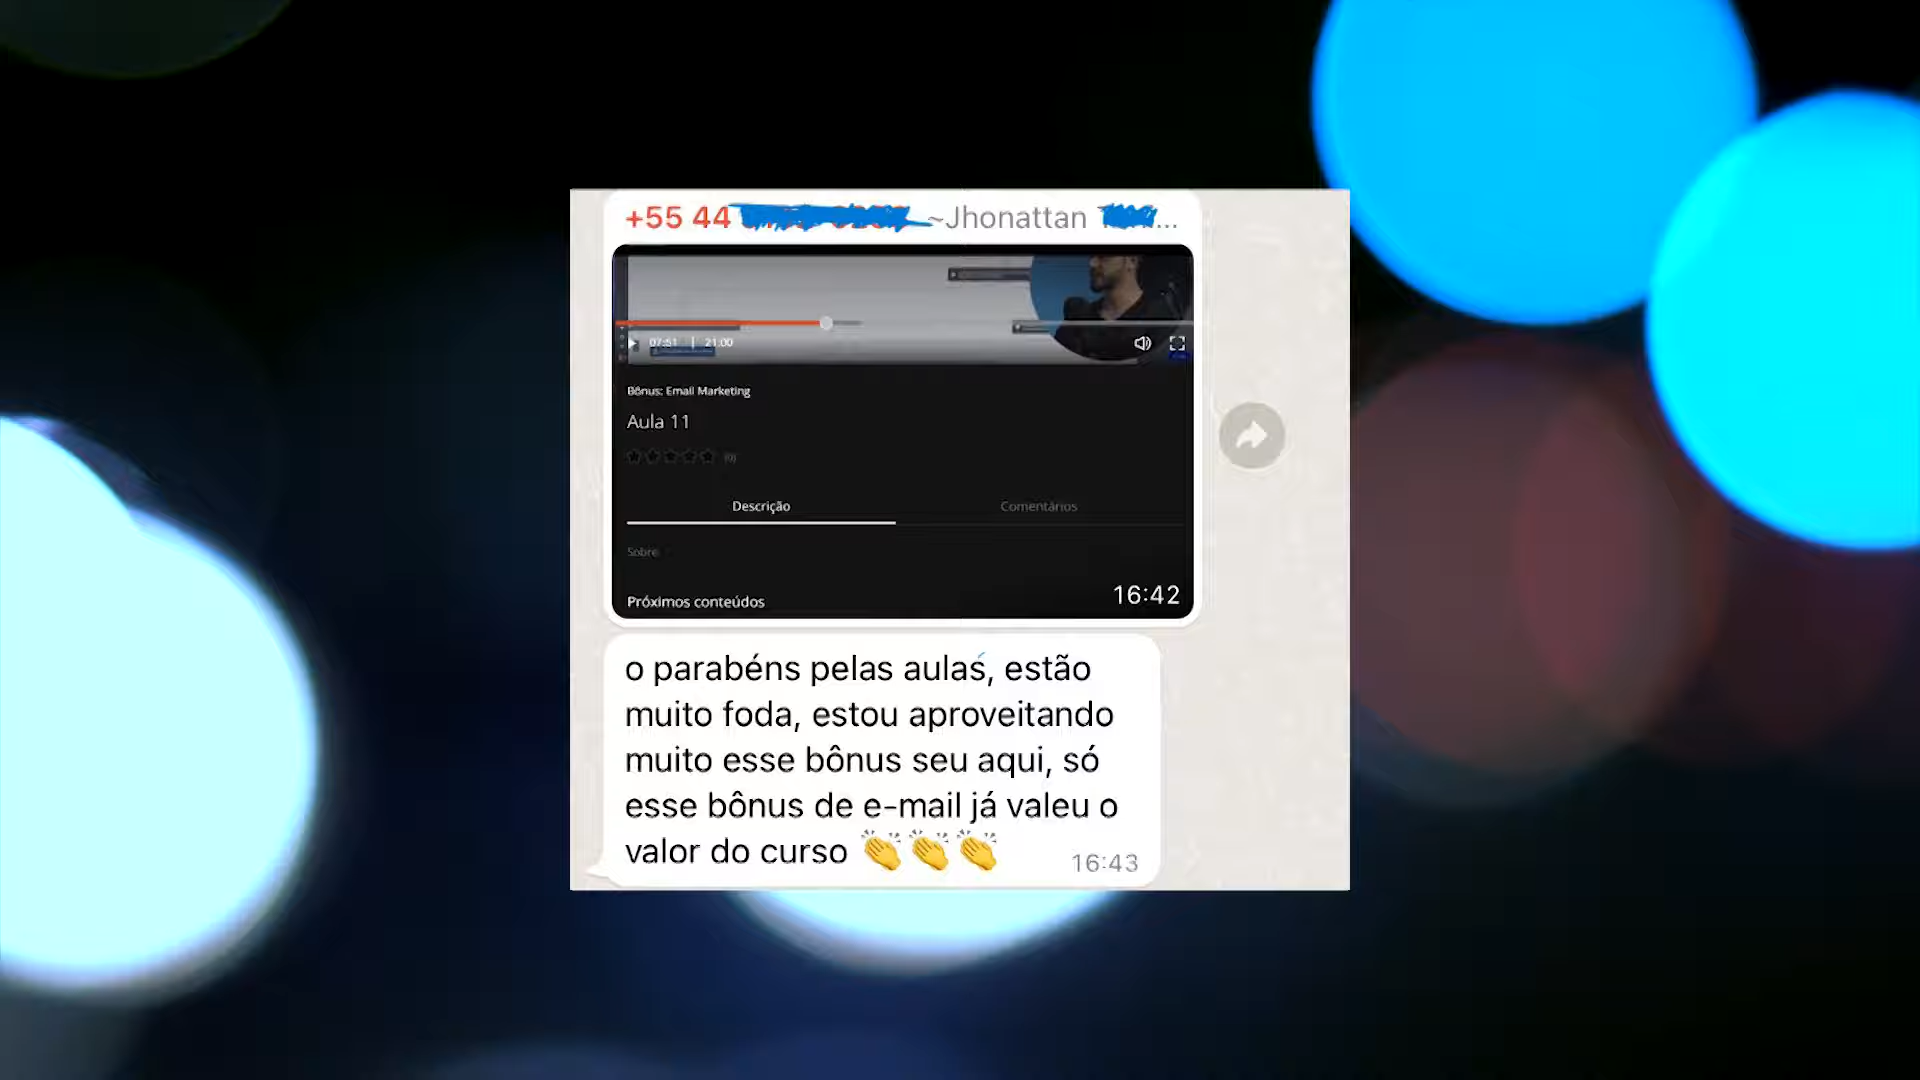 +55 44 ~Jhonattan ...
07:51 | 21:00
Bônus: Email Marketing
Aula 11
(0)
Descrição Comentários
Sobre
Próximos conteúdos
16:42
o parabéns pelas aulas, estão
muito foda, estou aproveitando
muito esse bônus seu aqui, só
esse bônus de e-mail já valeu o
valor do curso 👏👏👏
16:43